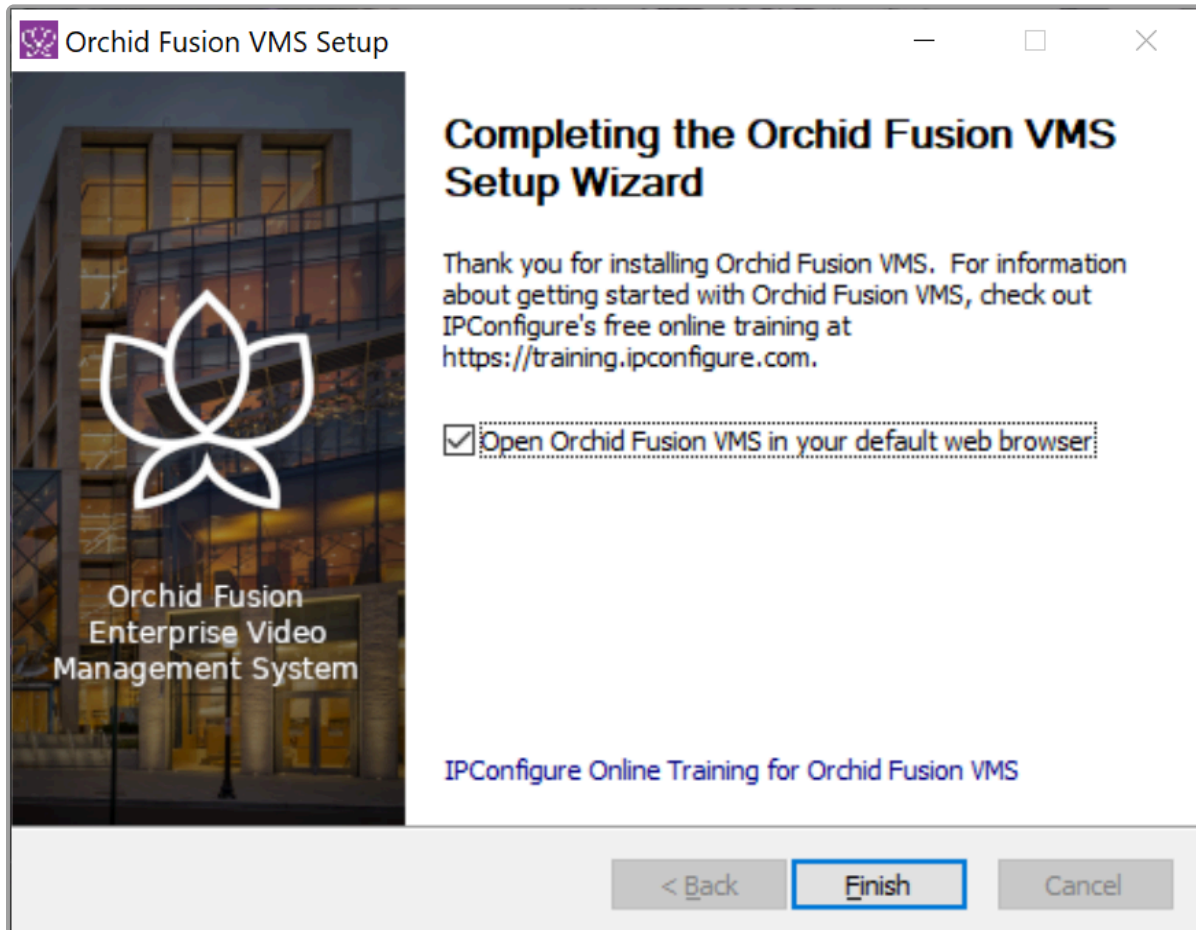 Orchid Fusion VMS Setup
Completing the Orchid Fusion VMS
Setup Wizard
Thank you for installing Orchid Fusion VMS.  For information
about getting started with Orchid Fusion VMS, check out
IPConfigure's free online training at
https://training.ipconfigure.com.
Open Orchid Fusion VMS in your default web browser
Orchid Fusion
Enterprise Video
Management System
IPConfigure Online Training for Orchid Fusion VMS
< Back
Finish
Cancel